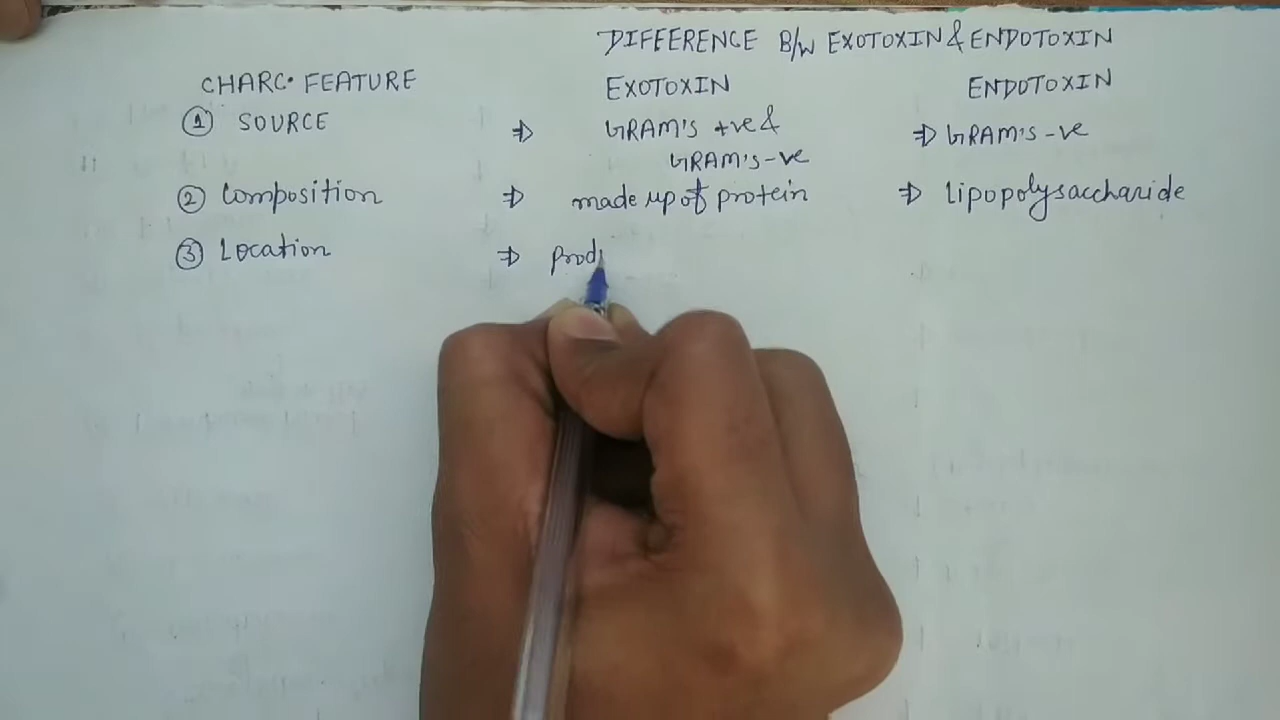 DIFFERENCE B/W EXOTOXIN & ENDOTOXIN
CHARC. FEATURE EXOTOXIN ENDOTOXIN
① SOURCE ⇒ GRAM'S +ve & ⇒ GRAM'S -ve
GRAM'S -ve
② Composition ⇒ made up of protein ⇒ Lipopolysaccharide
③ Location ⇒ Prod